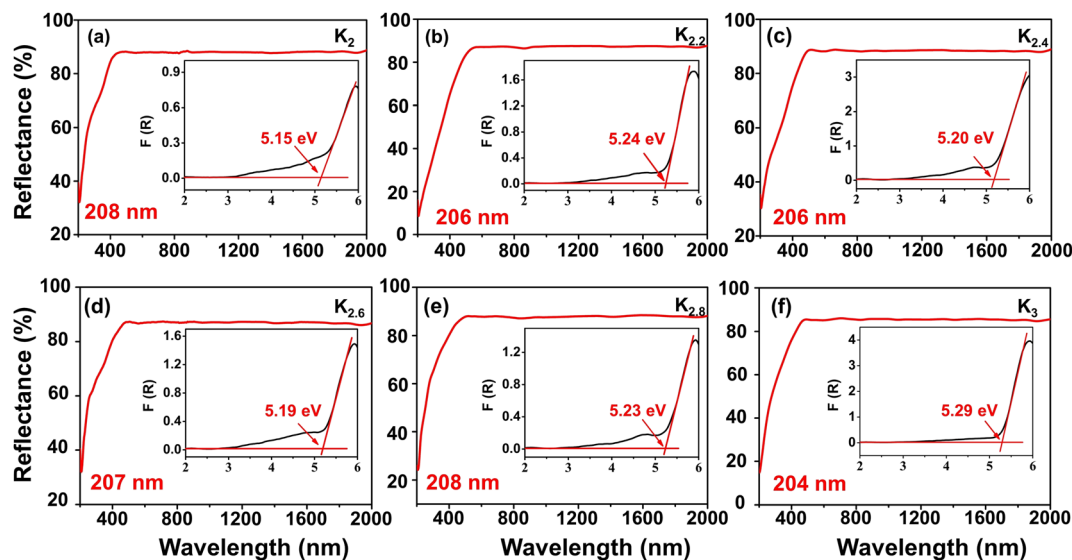 (a) K2
Reflectance (%)
100
80
60
40
20
400 800 1200 1600 2000
208 nm
F (R)
0.9
0.6
0.3
0.0
2 3 4 5 6
5.15 eV
(b) K2.2
100
80
60
40
20
0
400 800 1200 1600 2000
206 nm
F (R)
1.6
1.2
0.8
0.4
0.0
2 3 4 5 6
5.24 eV
(c) K2.4
100
80
60
40
20
400 800 1200 1600 2000
206 nm
F (R)
3
2
1
0
2 3 4 5 6
5.20 eV
(d) K2.6
Reflectance (%)
100
80
60
40
20
400 800 1200 1600 2000
Wavelength (nm)
207 nm
F (R)
1.6
1.2
0.8
0.4
0.0
2 3 4 5 6
5.19 eV
(e) K2.8
100
80
60
40
20
400 800 1200 1600 2000
Wavelength (nm)
208 nm
F (R)
1.2
0.8
0.4
0.0
2 3 4 5 6
5.23 eV
(f) K3
100
80
60
40
20
0
400 800 1200 1600 2000
Wavelength (nm)
204 nm
F (R)
4
3
2
1
0
2 3 4 5 6
5.29 eV